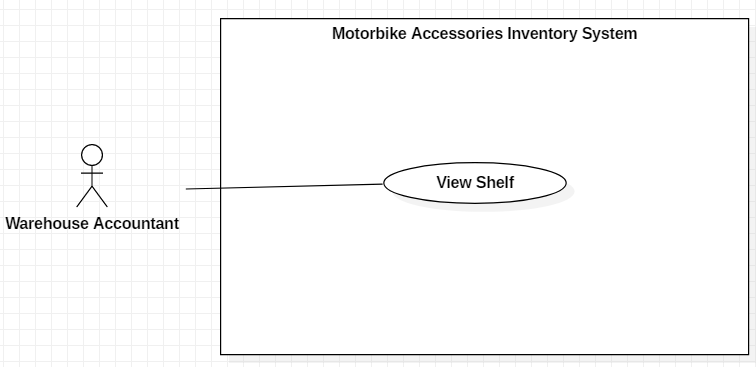 Motorbike Accessories Inventory System
View Shelf
Warehouse Accountant